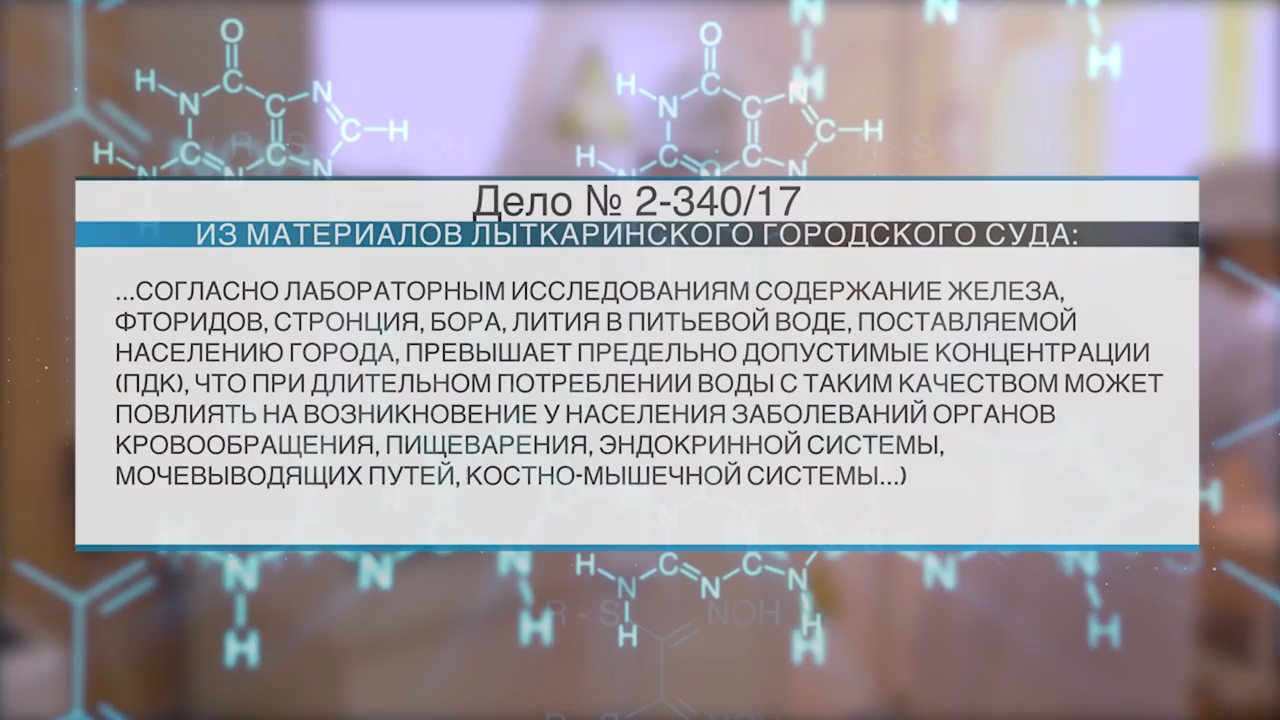 Дело № 2-340/17
ИЗ МАТЕРИАЛОВ ЛЫТКАРИНСКОГО ГОРОДСКОГО СУДА:
...СОГЛАСНО ЛАБОРАТОРНЫМ ИССЛЕДОВАНИЯМ СОДЕРЖАНИЕ ЖЕЛЕЗА,
ФТОРИДОВ, СТРОНЦИЯ, БОРА, ЛИТИЯ В ПИТЬЕВОЙ ВОДЕ, ПОСТАВЛЯЕМОЙ
НАСЕЛЕНИЮ ГОРОДА, ПРЕВЫШАЕТ ПРЕДЕЛЬНО ДОПУСТИМЫЕ КОНЦЕНТРАЦИИ
(ПДК), ЧТО ПРИ ДЛИТЕЛЬНОМ ПОТРЕБЛЕНИИ ВОДЫ С ТАКИМ КАЧЕСТВОМ МОЖЕТ
ПОВЛИЯТЬ НА ВОЗНИКНОВЕНИЕ У НАСЕЛЕНИЯ ЗАБОЛЕВАНИЙ ОРГАНОВ
КРОВООБРАЩЕНИЯ, ПИЩЕВАРЕНИЯ, ЭНДОКРИННОЙ СИСТЕМЫ,
МОЧЕВЫВОДЯЩИХ ПУТЕЙ, КОСТНО-МЫШЕЧНОЙ СИСТЕМЫ...)